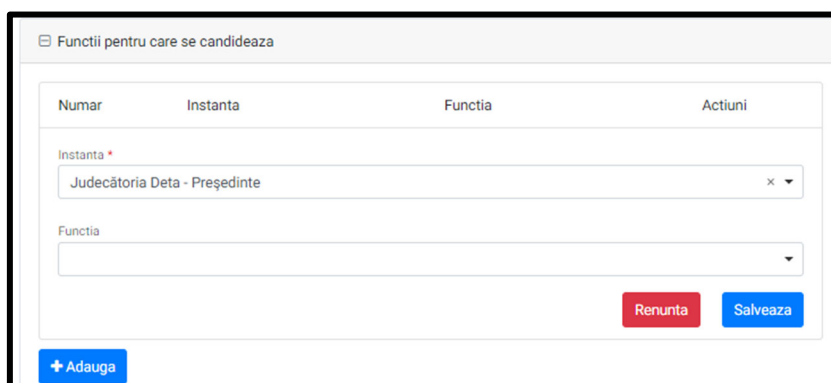 Functii pentru care se candideaza
Numar Instanta Functia Actiuni
Instanta *
Judecătoria Deta - Preşedinte
Functia
Renunta Salveaza
+ Adauga